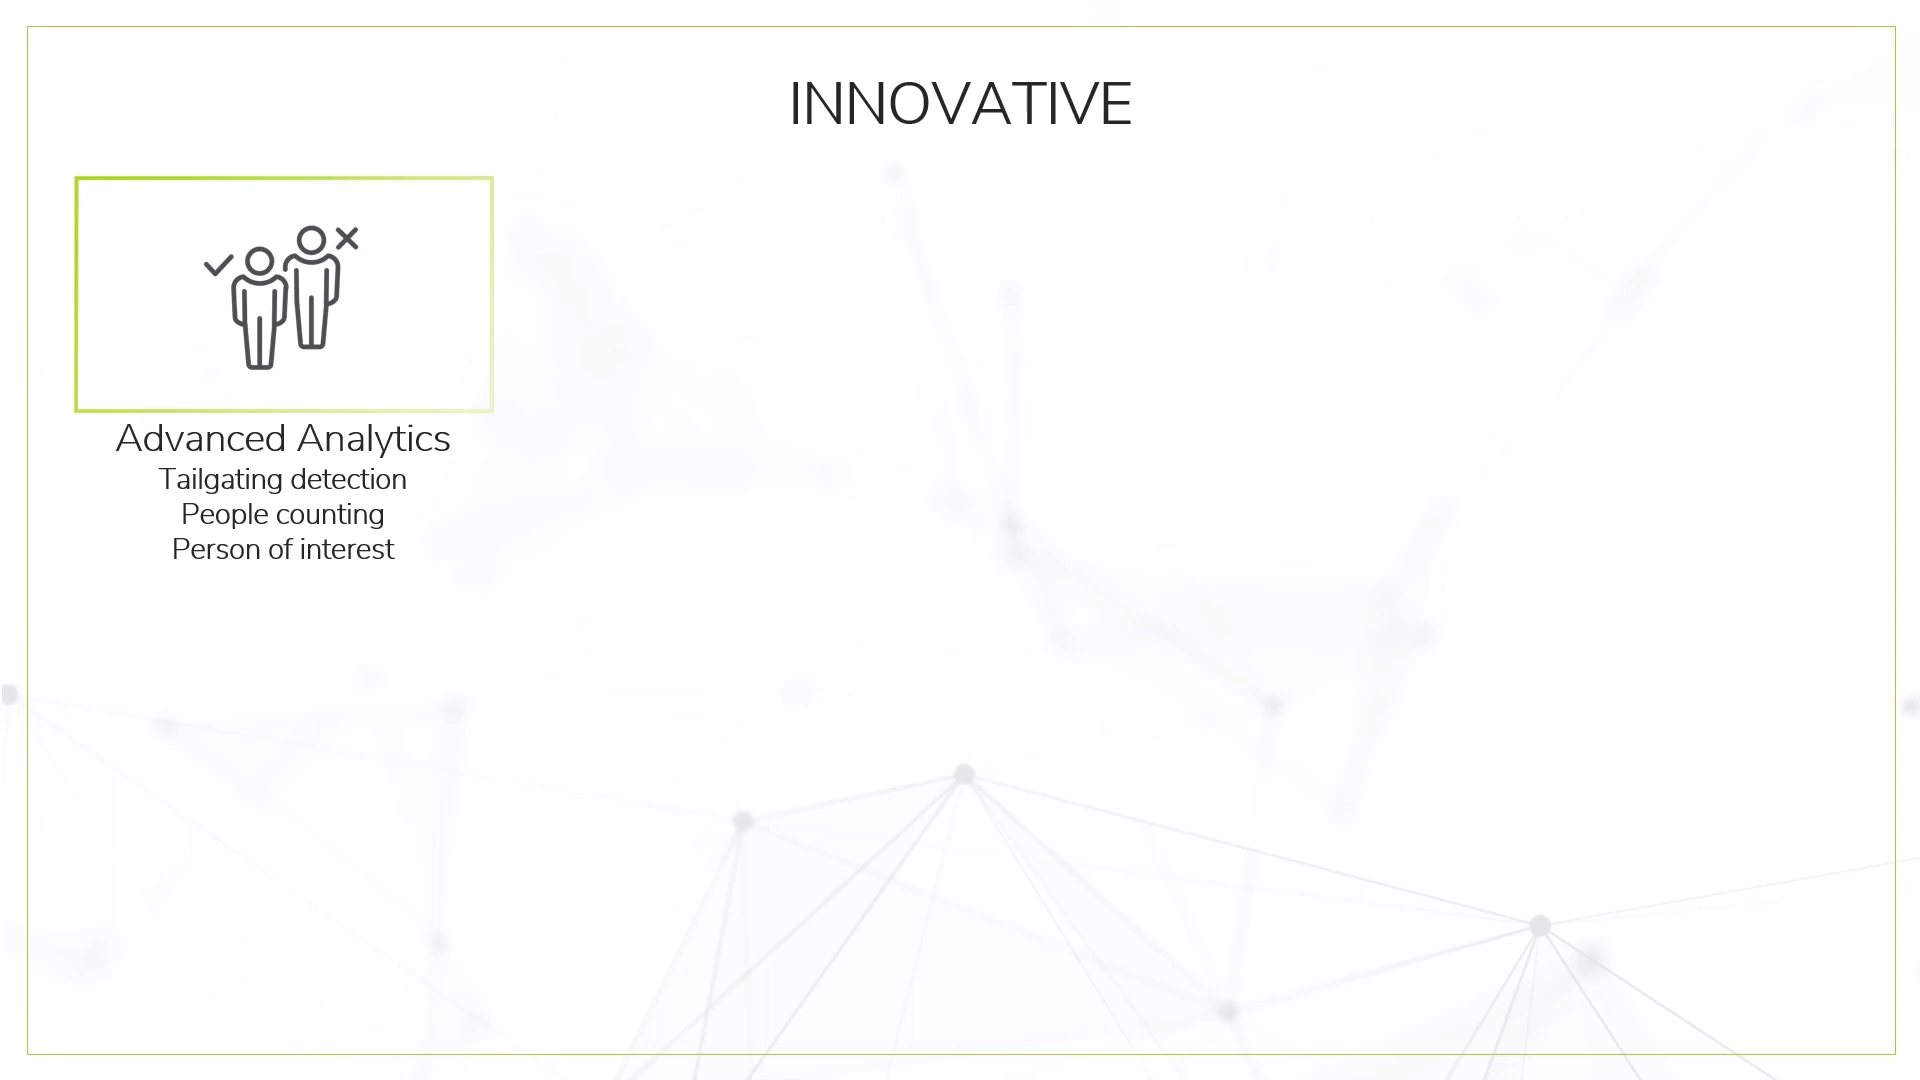 INNOVATIVE
Advanced Analytics
Tailgating detection
People counting
Person of interest